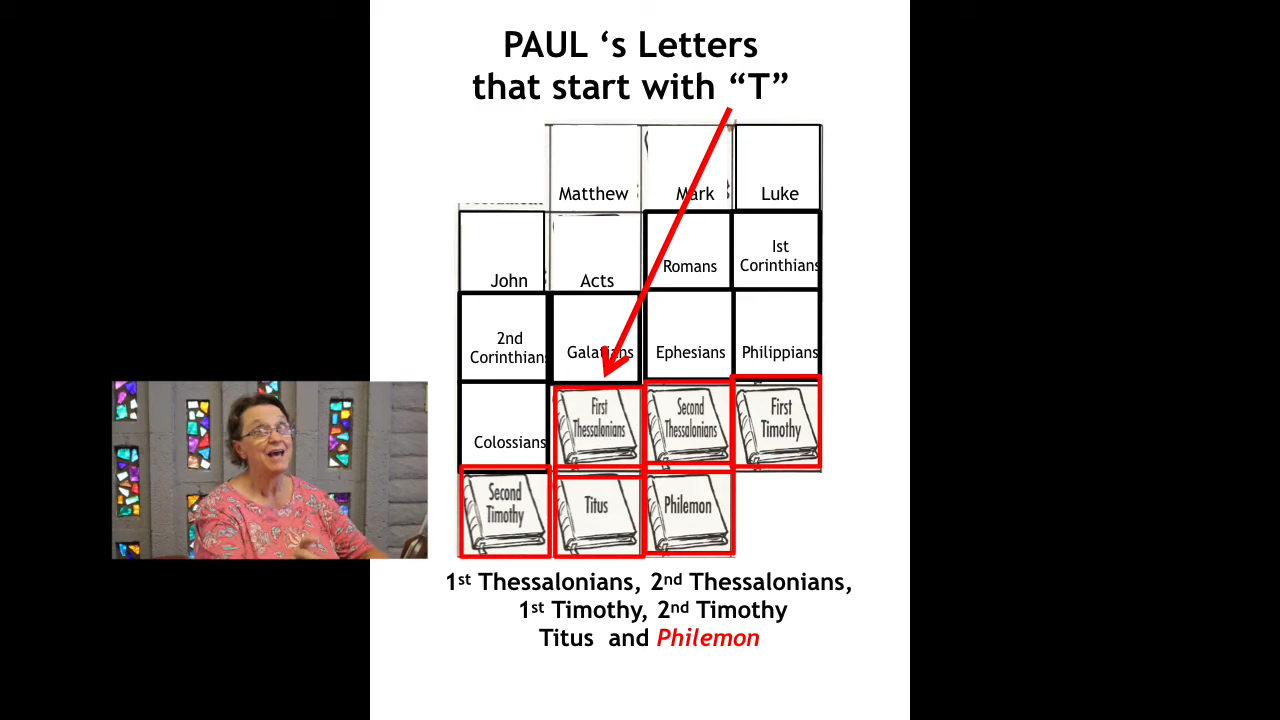 PAUL ‘s Letters
that start with “T”
Matthew
Mark
Luke
John
Acts
Romans
Ist
Corinthians
2nd
Corinthians
Galatians
Ephesians
Philippians
Colossians
First
Thessalonians
Second
Thessalonians
First
Timothy
Second
Timothy
Titus
Philemon
1st Thessalonians, 2nd Thessalonians,
1st Timothy, 2nd Timothy
Titus and Philemon